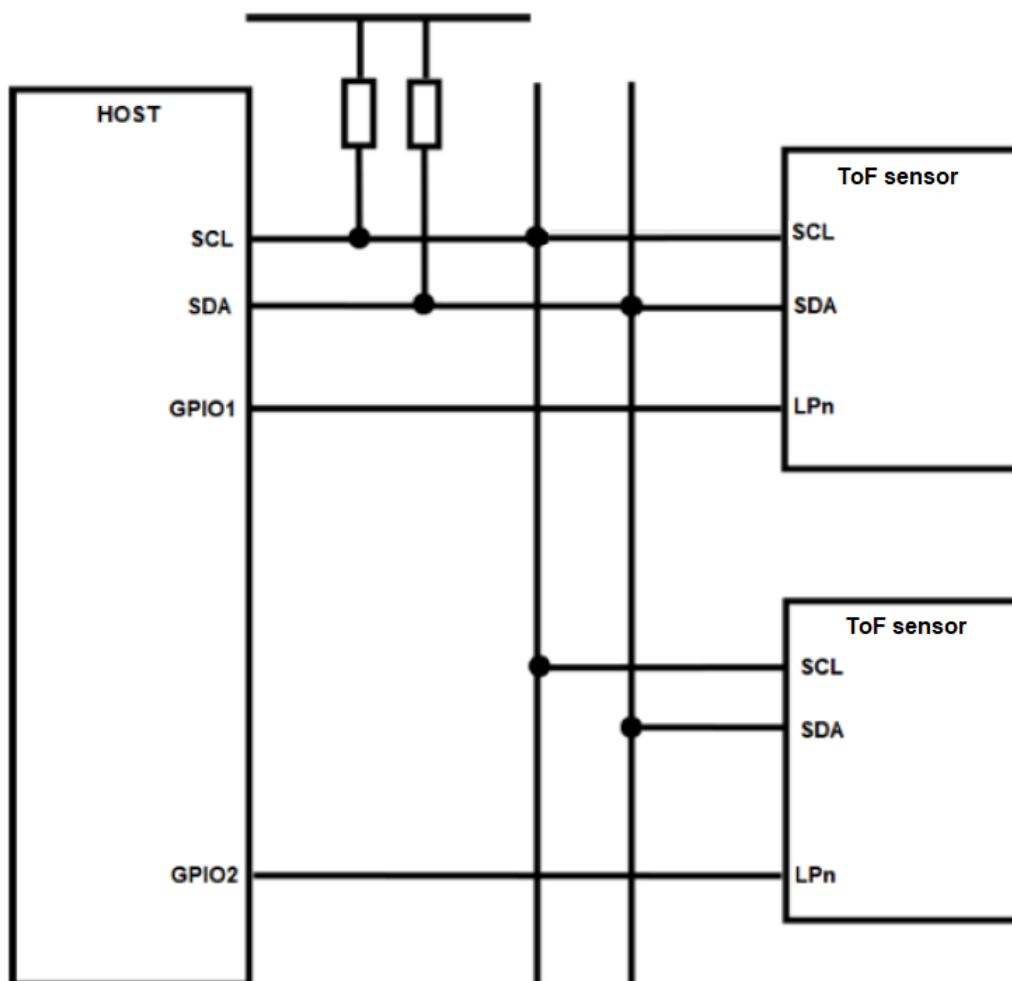 HOST
SCL
SDA
GPIO1
GPIO2
ToF sensor
SCL
SDA
LPn
ToF sensor
SCL
SDA
LPn